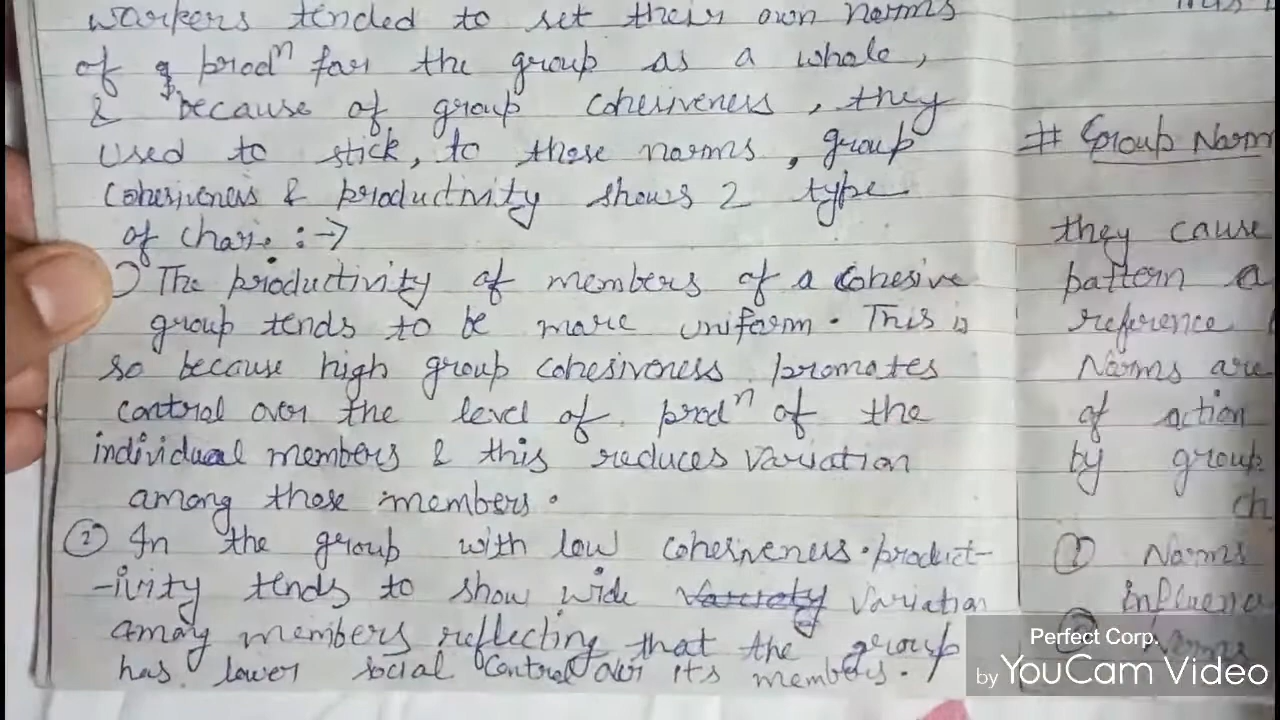 workers tended to set their own norms
of prodⁿ for the group as a whole,
& because of group cohesiveness, they
used to stick, to these norms, group
cohesiveness & productivity shows 2 type
of char. :→
) The productivity of members of a cohesive
group tends to be more uniform. This is
so because high group cohesiveness promotes
control over the level of prodⁿ of the
individual members & this reduces variation
among these members.
② In the group with low cohesiveness. product-
-ivity tends to show wide variation
among members reflecting that the group
has lower social control over its members.
# Group Norm
they cause
pattern a
reference
Norms are
of action
by group
ch
① Norms
influence
② Norms
Perfect Corp.
by YouCam Video